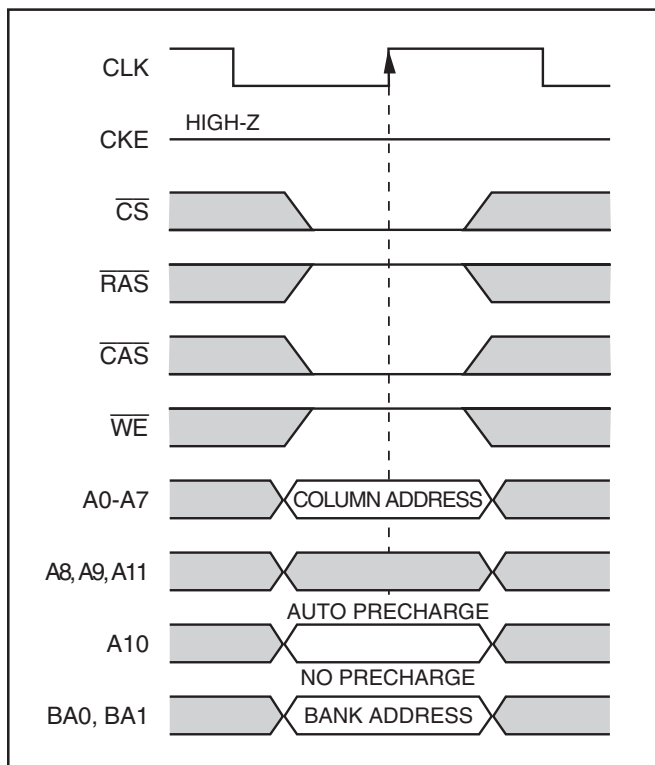 CLK
HIGH-Z
CKE
CS
RAS
CAS
WE
A0-A7 COLUMN ADDRESS
A8, A9, A11
AUTO PRECHARGE
A10
NO PRECHARGE
BA0, BA1 BANK ADDRESS